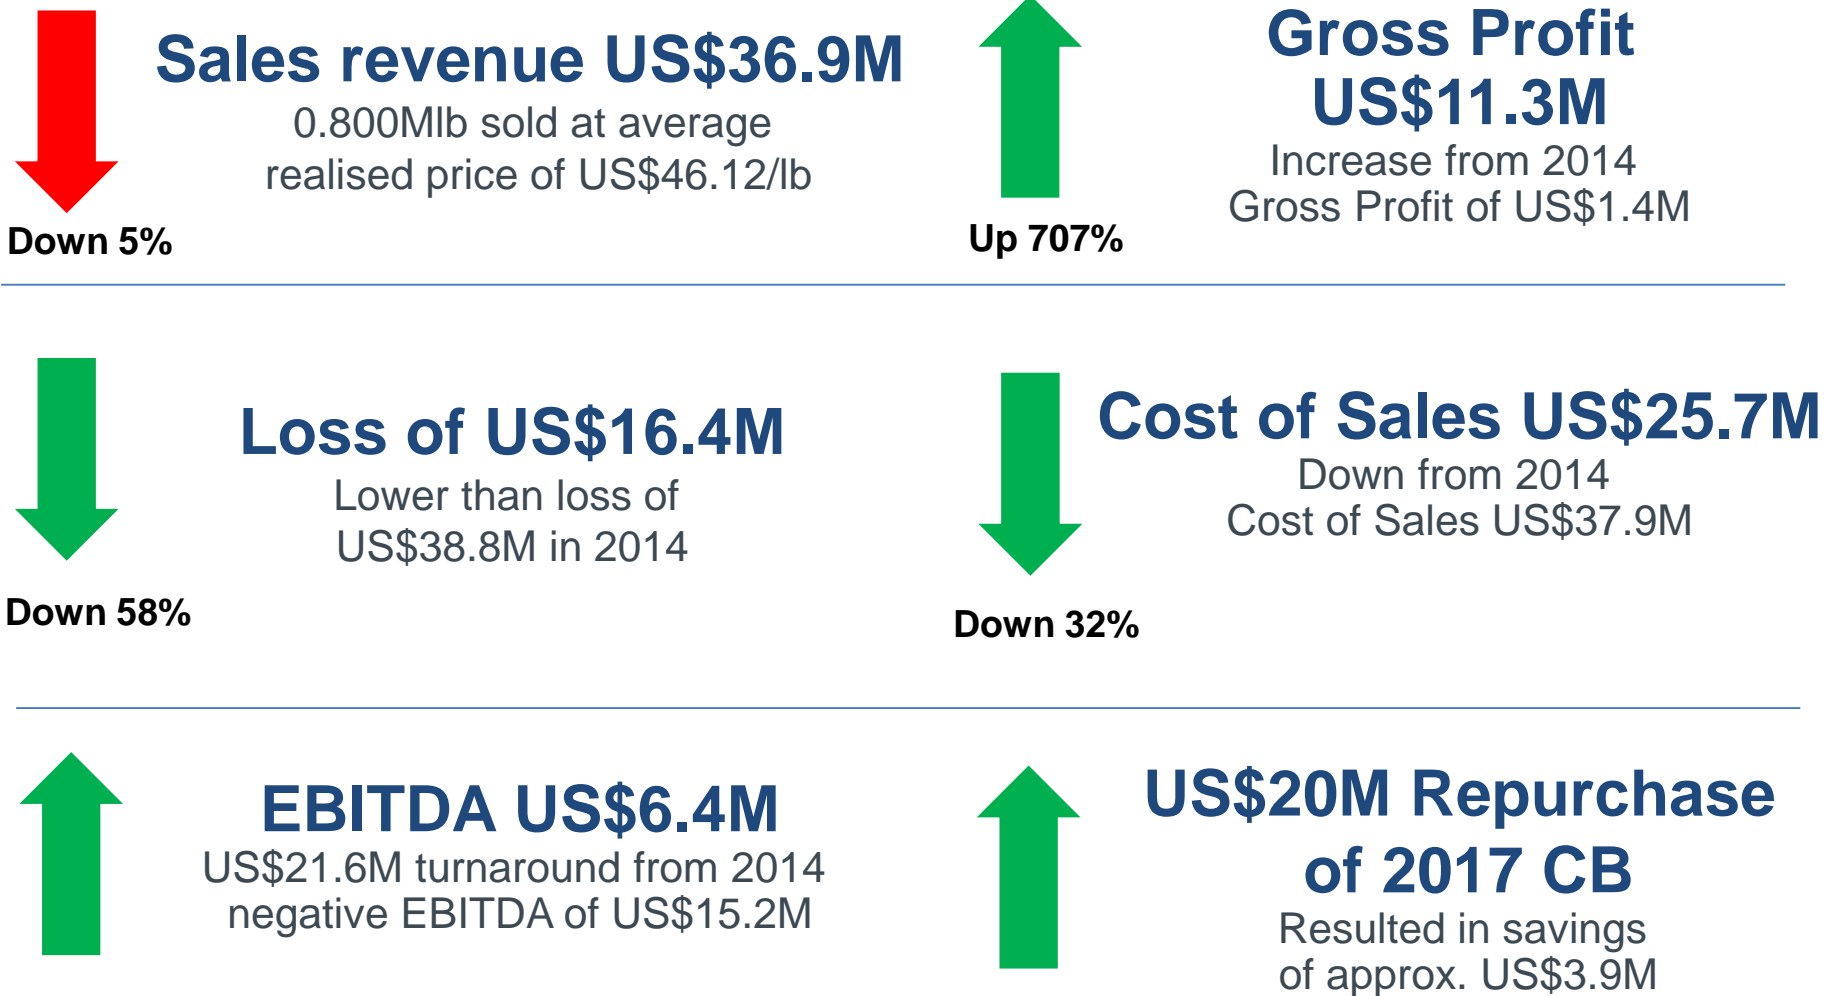 Sales revenue US$36.9M
0.800Mlb sold at average
realised price of US$46.12/lb
Down 5%
Gross Profit
US$11.3M
Increase from 2014
Gross Profit of US$1.4M
Up 707%
Loss of US$16.4M
Lower than loss of
US$38.8M in 2014
Down 58%
Cost of Sales US$25.7M
Down from 2014
Cost of Sales US$37.9M
Down 32%
EBITDA US$6.4M
US$21.6M turnaround from 2014
negative EBITDA of US$15.2M
US$20M Repurchase
of 2017 CB
Resulted in savings
of approx. US$3.9M